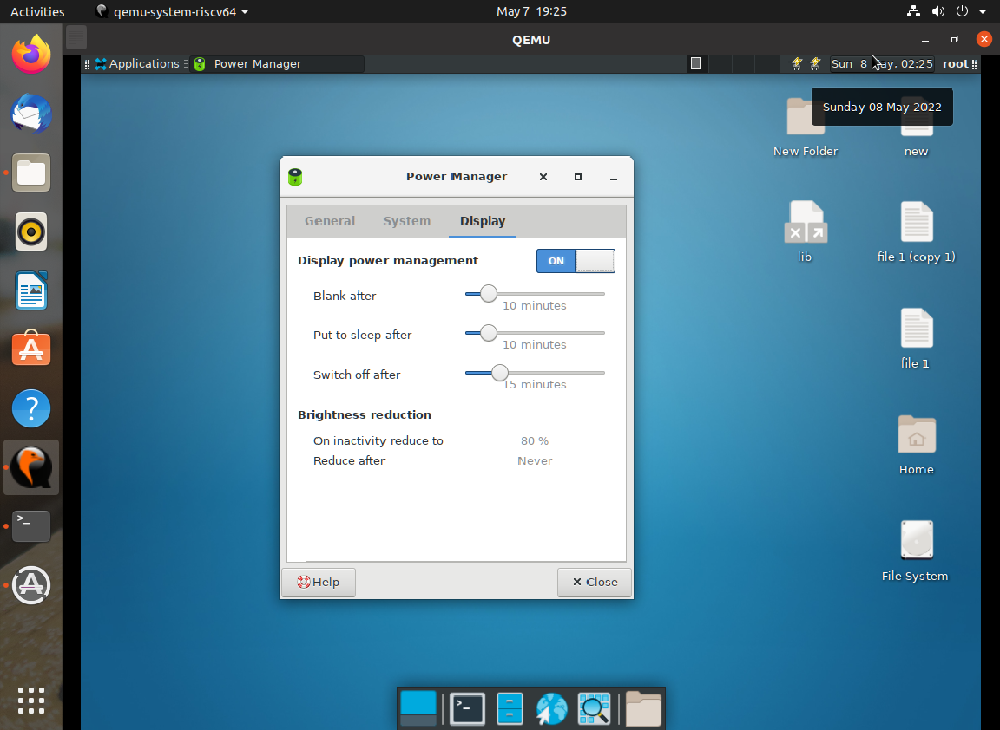 Activities
qemu-system-riscv64
May 7 19:25
QEMU
Applications
Power Manager
Sun 8 May, 02:25
root
Sunday 08 May 2022
New Folder
new
Power Manager
General
System
Display
Display power management
ON
Blank after
10 minutes
Put to sleep after
10 minutes
Switch off after
15 minutes
Brightness reduction
On inactivity reduce to
80 %
Reduce after
Never
Help
Close
lib
file 1 (copy 1)
file 1
Home
File System